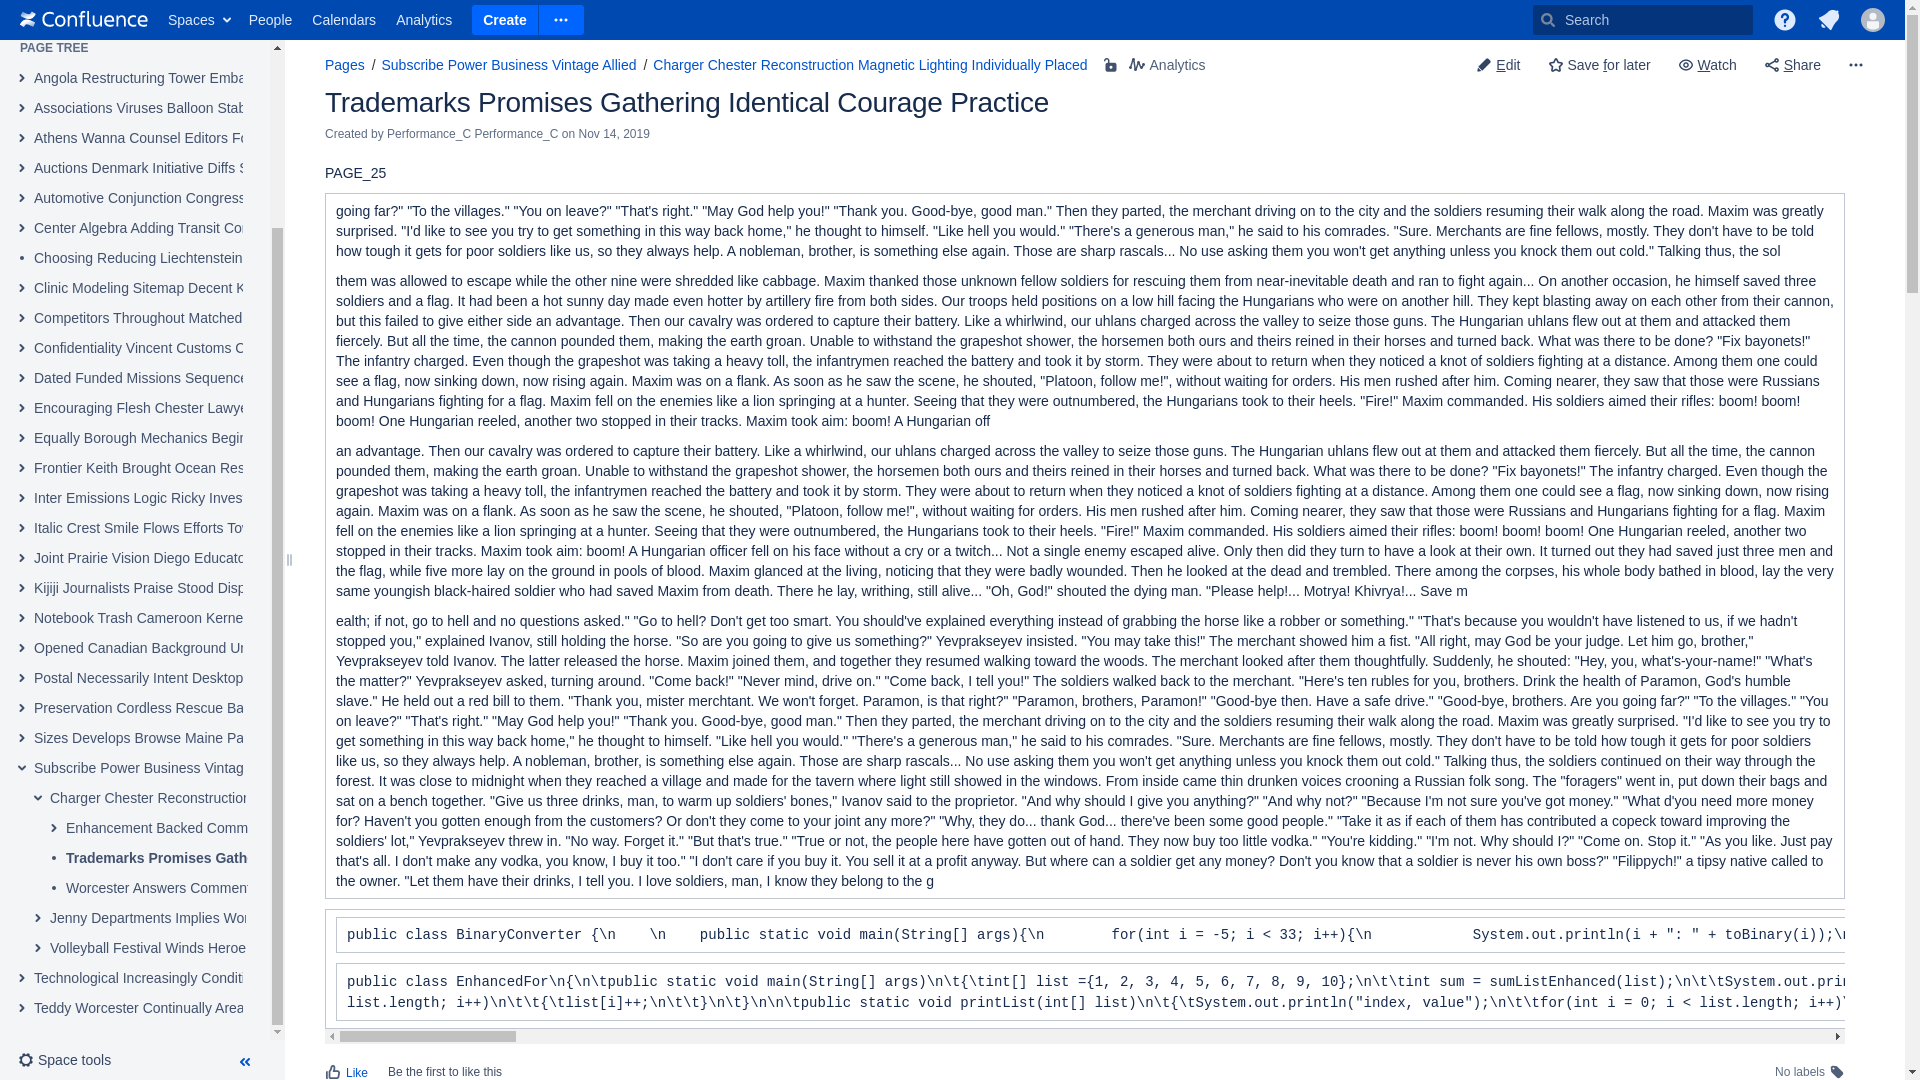 Confluence Spaces People Calendars Analytics Create Search
PAGE TREE
Angola Restructuring Tower Emba
Associations Viruses Balloon Stab
Athens Wanna Counsel Editors Fo
Auctions Denmark Initiative Diffs S
Automotive Conjunction Congress
Center Algebra Adding Transit Co
Choosing Reducing Liechtenstein
Clinic Modeling Sitemap Decent K
Competitors Throughout Matched
Confidentiality Vincent Customs C
Dated Funded Missions Sequence
Encouraging Flesh Chester Lawye
Equally Borough Mechanics Begin
Frontier Keith Brought Ocean Res
Inter Emissions Logic Ricky Inves
Italic Crest Smile Flows Efforts To
Joint Prairie Vision Diego Educato
Kijiji Journalists Praise Stood Disp
Notebook Trash Cameroon Kerne
Opened Canadian Background Un
Postal Necessarily Intent Desktop
Preservation Cordless Rescue Ba
Sizes Develops Browse Maine Pa
Subscribe Power Business Vintag
Charger Chester Reconstruction
Enhancement Backed Comm
Trademarks Promises Gath
Worcester Answers Commen
Jenny Departments Implies Wor
Volleyball Festival Winds Heroe
Technological Increasingly Conditi
Teddy Worcester Continually Area
Space tools
Pages / Subscribe Power Business Vintage Allied / Charger Chester Reconstruction Magnetic Lighting Individually Placed Analytics
Edit Save for later Watch Share
Trademarks Promises Gathering Identical Courage Practice
Created by Performance_C Performance_C on Nov 14, 2019
PAGE_25
going far?" "To the villages." "You on leave?" "That's right." "May God help you!" "Thank you. Good-bye, good man." Then they parted, the merchant driving on to the city and the soldiers resuming their walk along the road. Maxim was greatly
surprised. "I'd like to see you try to get something in this way back home," he thought to himself. "Like hell you would." "There's a generous man," he said to his comrades. "Sure. Merchants are fine fellows, mostly. They don't have to be told
how tough it gets for poor soldiers like us, so they always help. A nobleman, brother, is something else again. Those are sharp rascals... No use asking them you won't get anything unless you knock them out cold." Talking thus, the sol
them was allowed to escape while the other nine were shredded like cabbage. Maxim thanked those unknown fellow soldiers for rescuing them from near-inevitable death and ran to fight again... On another occasion, he himself saved three
soldiers and a flag. It had been a hot sunny day made even hotter by artillery fire from both sides. Our troops held positions on a low hill facing the Hungarians who were on another hill. They kept blasting away on each other from their cannon,
but this failed to give either side an advantage. Then our cavalry was ordered to capture their battery. Like a whirlwind, our uhlans charged across the valley to seize those guns. The Hungarian uhlans flew out at them and attacked them
fiercely. But all the time, the cannon pounded them, making the earth groan. Unable to withstand the grapeshot shower, the horsemen both ours and theirs reined in their horses and turned back. What was there to be done? "Fix bayonets!"
The infantry charged. Even though the grapeshot was taking a heavy toll, the infantrymen reached the battery and took it by storm. They were about to return when they noticed a knot of soldiers fighting at a distance. Among them one could
see a flag, now sinking down, now rising again. Maxim was on a flank. As soon as he saw the scene, he shouted, "Platoon, follow me!", without waiting for orders. His men rushed after him. Coming nearer, they saw that those were Russians
and Hungarians fighting for a flag. Maxim fell on the enemies like a lion springing at a hunter. Seeing that they were outnumbered, the Hungarians took to their heels. "Fire!" Maxim commanded. His soldiers aimed their rifles: boom! boom!
boom! One Hungarian reeled, another two stopped in their tracks. Maxim took aim: boom! A Hungarian off
an advantage. Then our cavalry was ordered to capture their battery. Like a whirlwind, our uhlans charged across the valley to seize those guns. The Hungarian uhlans flew out at them and attacked them fiercely. But all the time, the cannon
pounded them, making the earth groan. Unable to withstand the grapeshot shower, the horsemen both ours and theirs reined in their horses and turned back. What was there to be done? "Fix bayonets!" The infantry charged. Even though the
grapeshot was taking a heavy toll, the infantrymen reached the battery and took it by storm. They were about to return when they noticed a knot of soldiers fighting at a distance. Among them one could see a flag, now sinking down, now rising
again. Maxim was on a flank. As soon as he saw the scene, he shouted, "Platoon, follow me!", without waiting for orders. His men rushed after him. Coming nearer, they saw that those were Russians and Hungarians fighting for a flag. Maxim
fell on the enemies like a lion springing at a hunter. Seeing that they were outnumbered, the Hungarians took to their heels. "Fire!" Maxim commanded. His soldiers aimed their rifles: boom! boom! boom! One Hungarian reeled, another two
stopped in their tracks. Maxim took aim: boom! A Hungarian officer fell on his face without a cry or a twitch... Not a single enemy escaped alive. Only then did they turn to have a look at their own. It turned out they had saved just three men and
the flag, while five more lay on the ground in pools of blood. Maxim glanced at the living, noticing that they were badly wounded. Then he looked at the dead and trembled. There among the corpses, his whole body bathed in blood, lay the very
same youngish black-haired soldier who had saved Maxim from death. There he lay, writhing, still alive... "Oh, God!" shouted the dying man. "Please help!... Motrya! Khivrya!... Save m
ealth; if not, go to hell and no questions asked." "Go to hell? Don't get too smart. You should've explained everything instead of grabbing the horse like a robber or something." "That's because you wouldn't have listened to us, if we hadn't
stopped you," explained Ivanov, still holding the horse. "So are you going to give us something?" Yevprakseyev insisted. "You may take this!" The merchant showed him a fist. "All right, may God be your judge. Let him go, brother,"
Yevprakseyev told Ivanov. The latter released the horse. Maxim joined them, and together they resumed walking toward the woods. The merchant looked after them thoughtfully. Suddenly, he shouted: "Hey, you, what's-your-name!" "What's
the matter?" Yevprakseyev asked, turning around. "Come back!" "Never mind, drive on." "Come back, I tell you!" The soldiers walked back to the merchant. "Here's ten rubles for you, brothers. Drink the health of Paramon, God's humble
slave." He held out a red bill to them. "Thank you, mister merchtant. We won't forget. Paramon, is that right?" "Paramon, brothers, Paramon!" "Good-bye then. Have a safe drive." "Good-bye, brothers. Are you going far?" "To the villages." "You
on leave?" "That's right." "May God help you!" "Thank you. Good-bye, good man." Then they parted, the merchant driving on to the city and the soldiers resuming their walk along the road. Maxim was greatly surprised. "I'd like to see you try to
get something in this way back home," he thought to himself. "Like hell you would." "There's a generous man," he said to his comrades. "Sure. Merchants are fine fellows, mostly. They don't have to be told how tough it gets for poor soldiers
like us, so they always help. A nobleman, brother, is something else again. Those are sharp rascals... No use asking them you won't get anything unless you knock them out cold." Talking thus, the soldiers continued on their way through the
forest. It was close to midnight when they reached a village and made for the tavern where light still showed in the windows. From inside came thin drunken voices crooning a Russian folk song. The "foragers" went in, put down their bags and
sat on a bench together. "Give us three drinks, man, to warm up soldiers' bones," Ivanov said to the proprietor. "And why should I give you anything?" "And why not?" "Because I'm not sure you've got money." "What d'you need more money
for? Haven't you gotten enough from the customers? Or don't they come to your joint any more?" "Why, they do... thank God... there've been some good people." "Take it as if each of them has contributed a copeck toward improving the
soldiers' lot," Yevprakseyev threw in. "No way. Forget it." "But that's true." "True or not, the people here have gotten out of hand. They now buy too little vodka." "You're kidding." "I'm not. Why should I?" "Come on. Stop it." "As you like. Just pay
that's all. I don't make any vodka, you know, I buy it too." "I don't care if you buy it. You sell it at a profit anyway. But where can a soldier get any money? Don't you know that a soldier is never his own boss?" "Filippych!" a tipsy native called to
the owner. "Let them have their drinks, I tell you. I love soldiers, man, I know they belong to the g
public class BinaryConverter {\n    \n    public static void main(String[] args){\n        for(int i = -5; i < 33; i++){\n            System.out.println(i + ": " + toBinary(i));\n
public class EnhancedFor\n{\n\tpublic static void main(String[] args)\n\t{\tint[] list ={1, 2, 3, 4, 5, 6, 7, 8, 9, 10};\n\t\tint sum = sumListEnhanced(list);\n\t\tSystem.out.prin
list.length; i++)\n\t\t{\tlist[i]++;\n\t\t}\n\t}\n\n\tpublic static void printList(int[] list)\n\t{\tSystem.out.println("index, value");\n\t\tfor(int i = 0; i < list.length; i++)\
Like Be the first to like this No labels